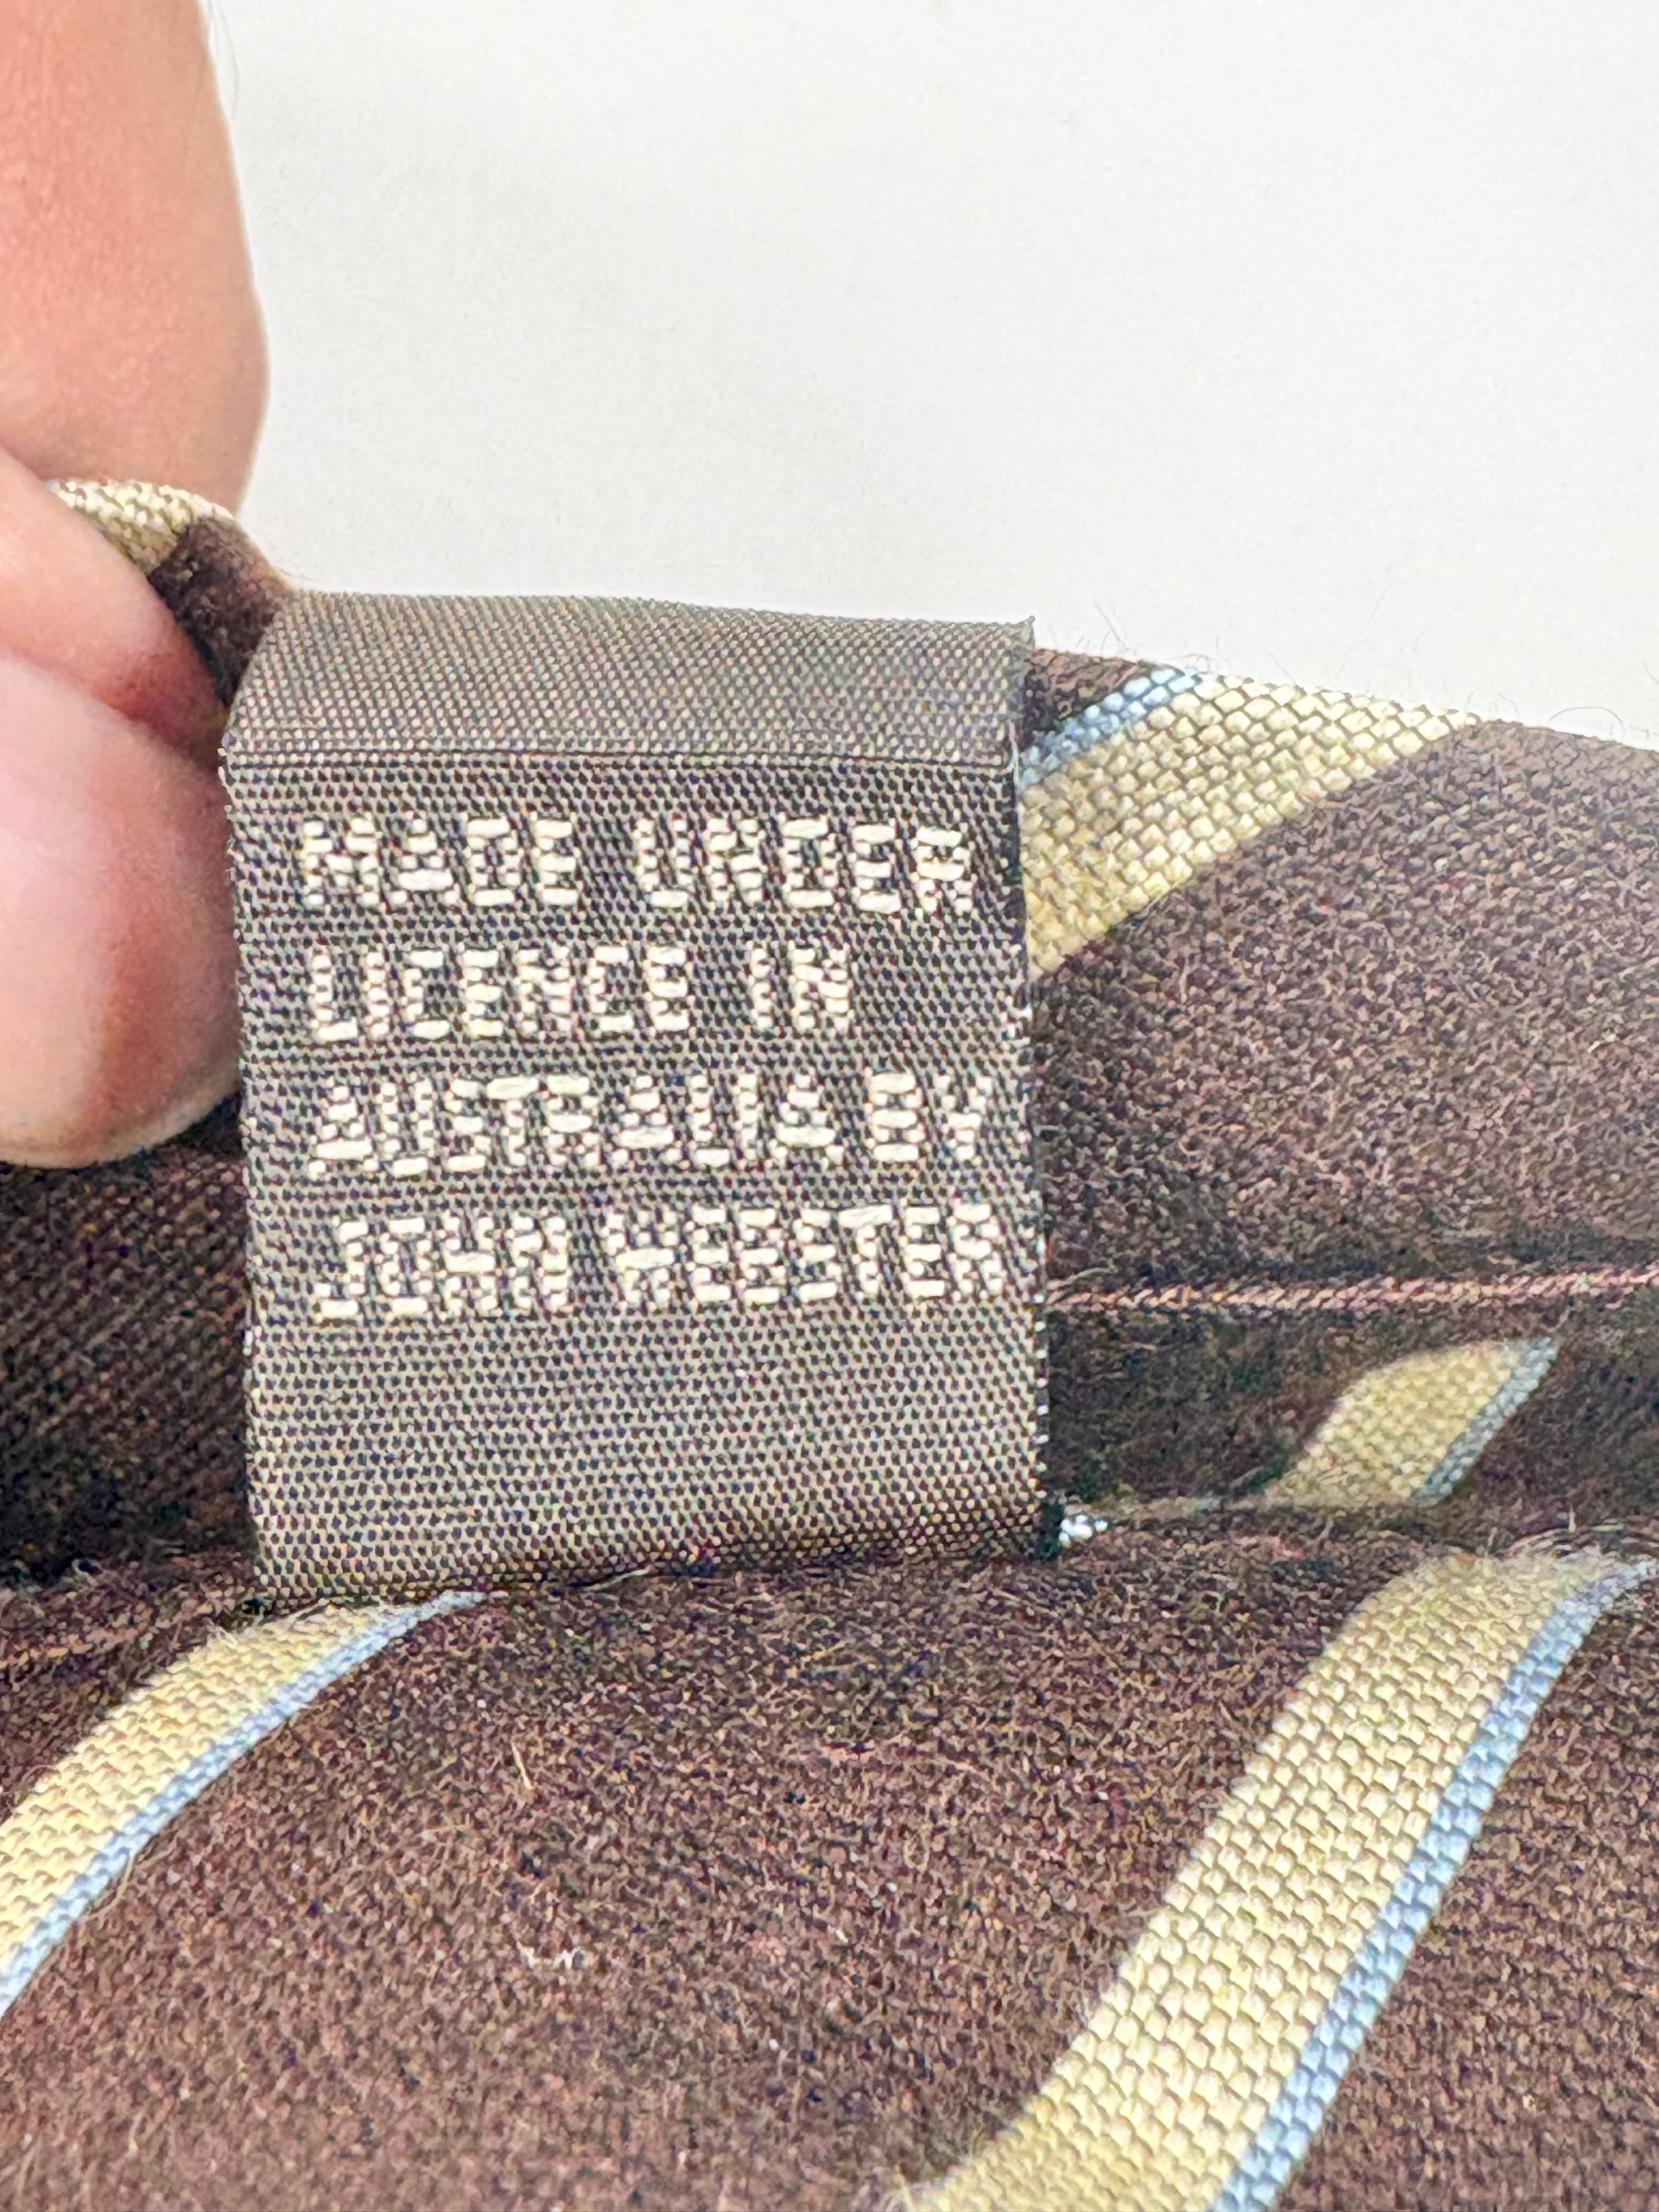 MADE UNDER
LICENCE IN
AUSTRALIA BY
JOHN WEBSTER